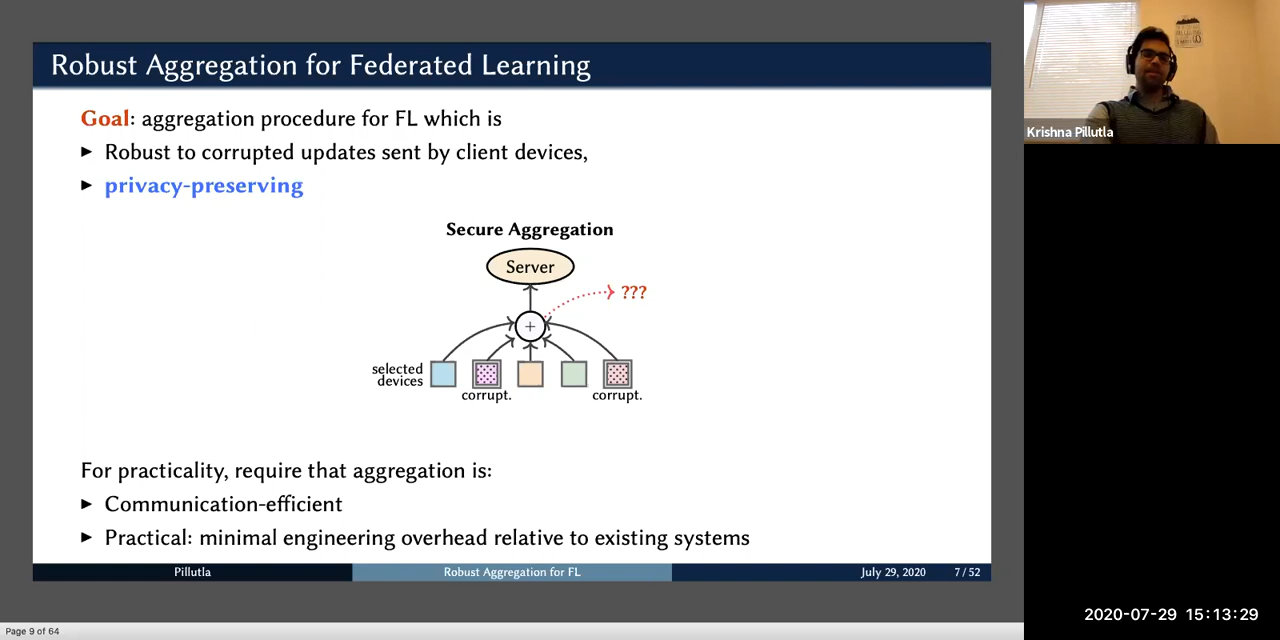 Robust Aggregation for Federated Learning
Goal: aggregation procedure for FL which is
▶ Robust to corrupted updates sent by client devices,
▶ privacy-preserving
Secure Aggregation
Server
???
+
selected
devices
corrupt.
corrupt.
For practicality, require that aggregation is:
▶ Communication-efficient
▶ Practical: minimal engineering overhead relative to existing systems
Pillutla
Robust Aggregation for FL
July 29, 2020
7 / 52
Page 9 of 64
Krishna Pillutla
2020-07-29 15:13:29